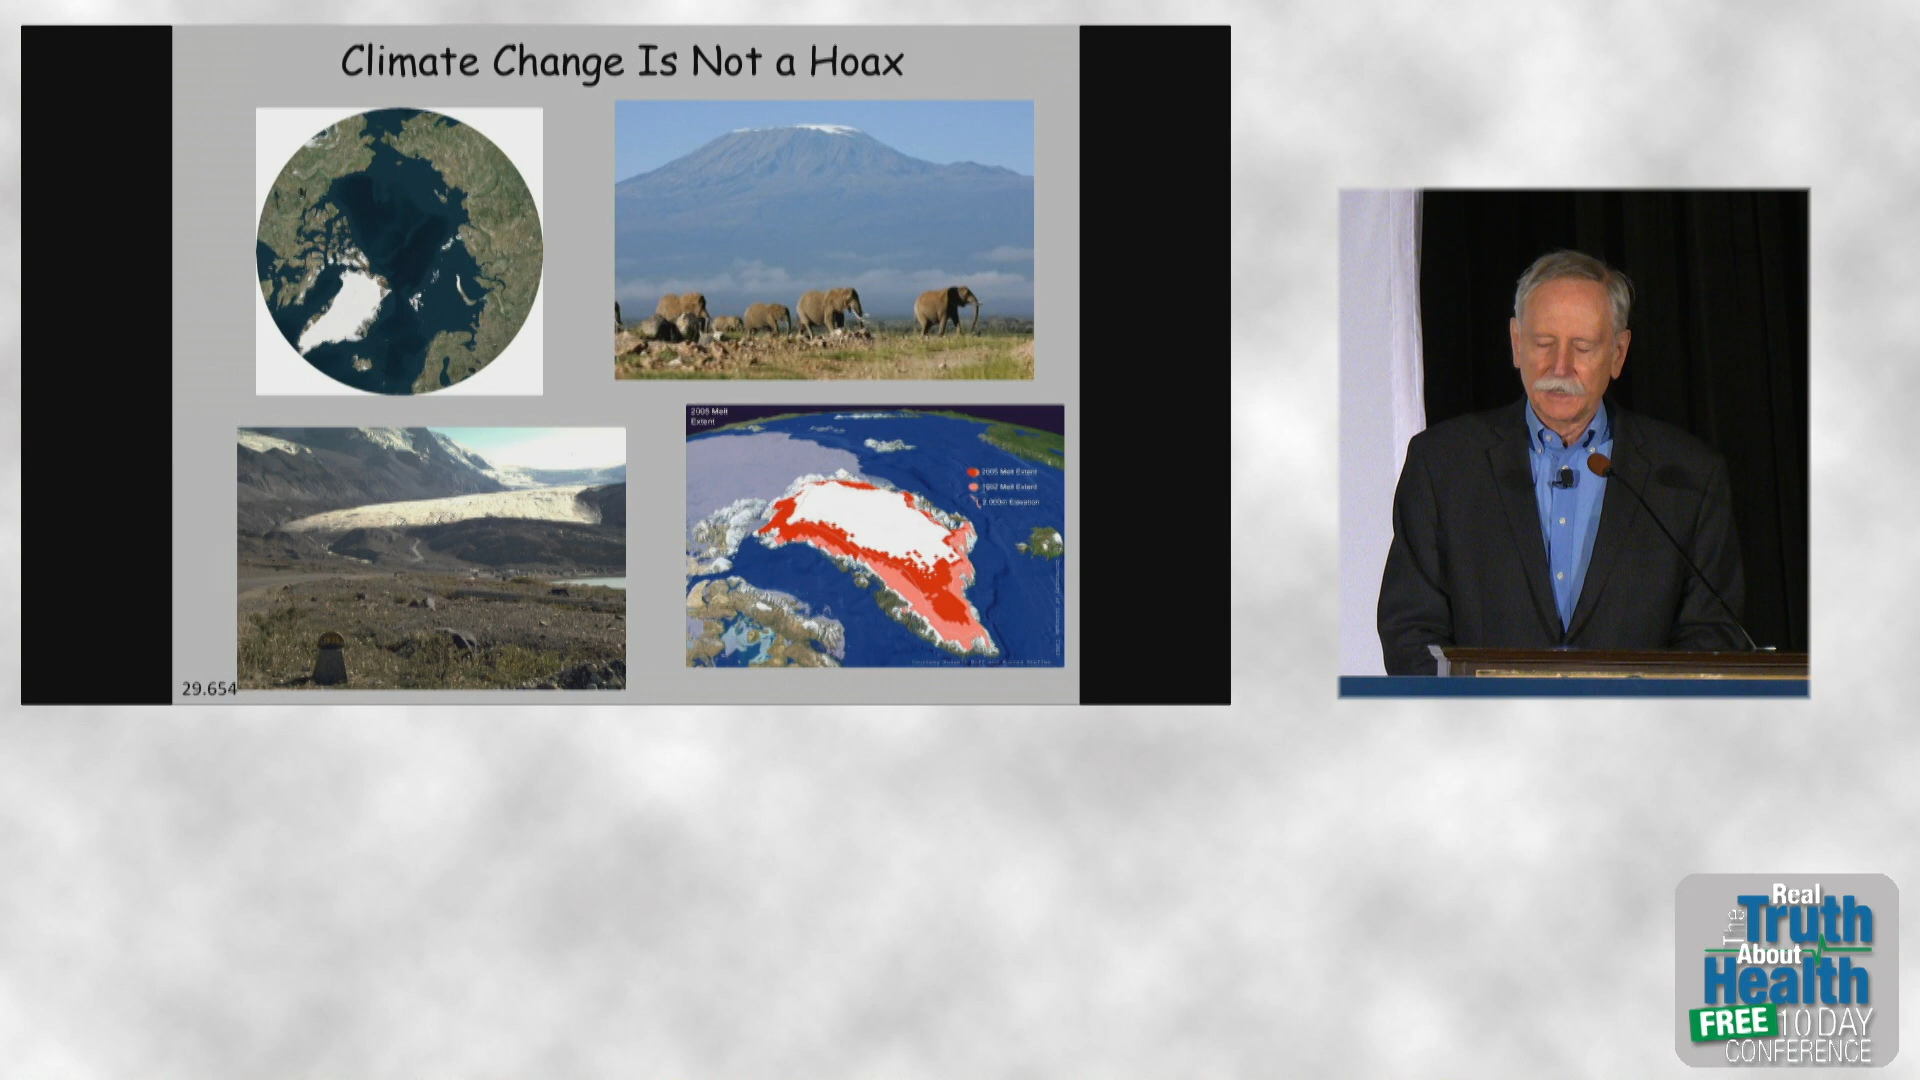 Climate Change Is Not a Hoax
2005 Melt
Extent
2005 Melt Extent
1992 Melt Extent
2,000m Elevation
29.654
The
Real
Truth
About
Health
FREE 10 DAY
CONFERENCE